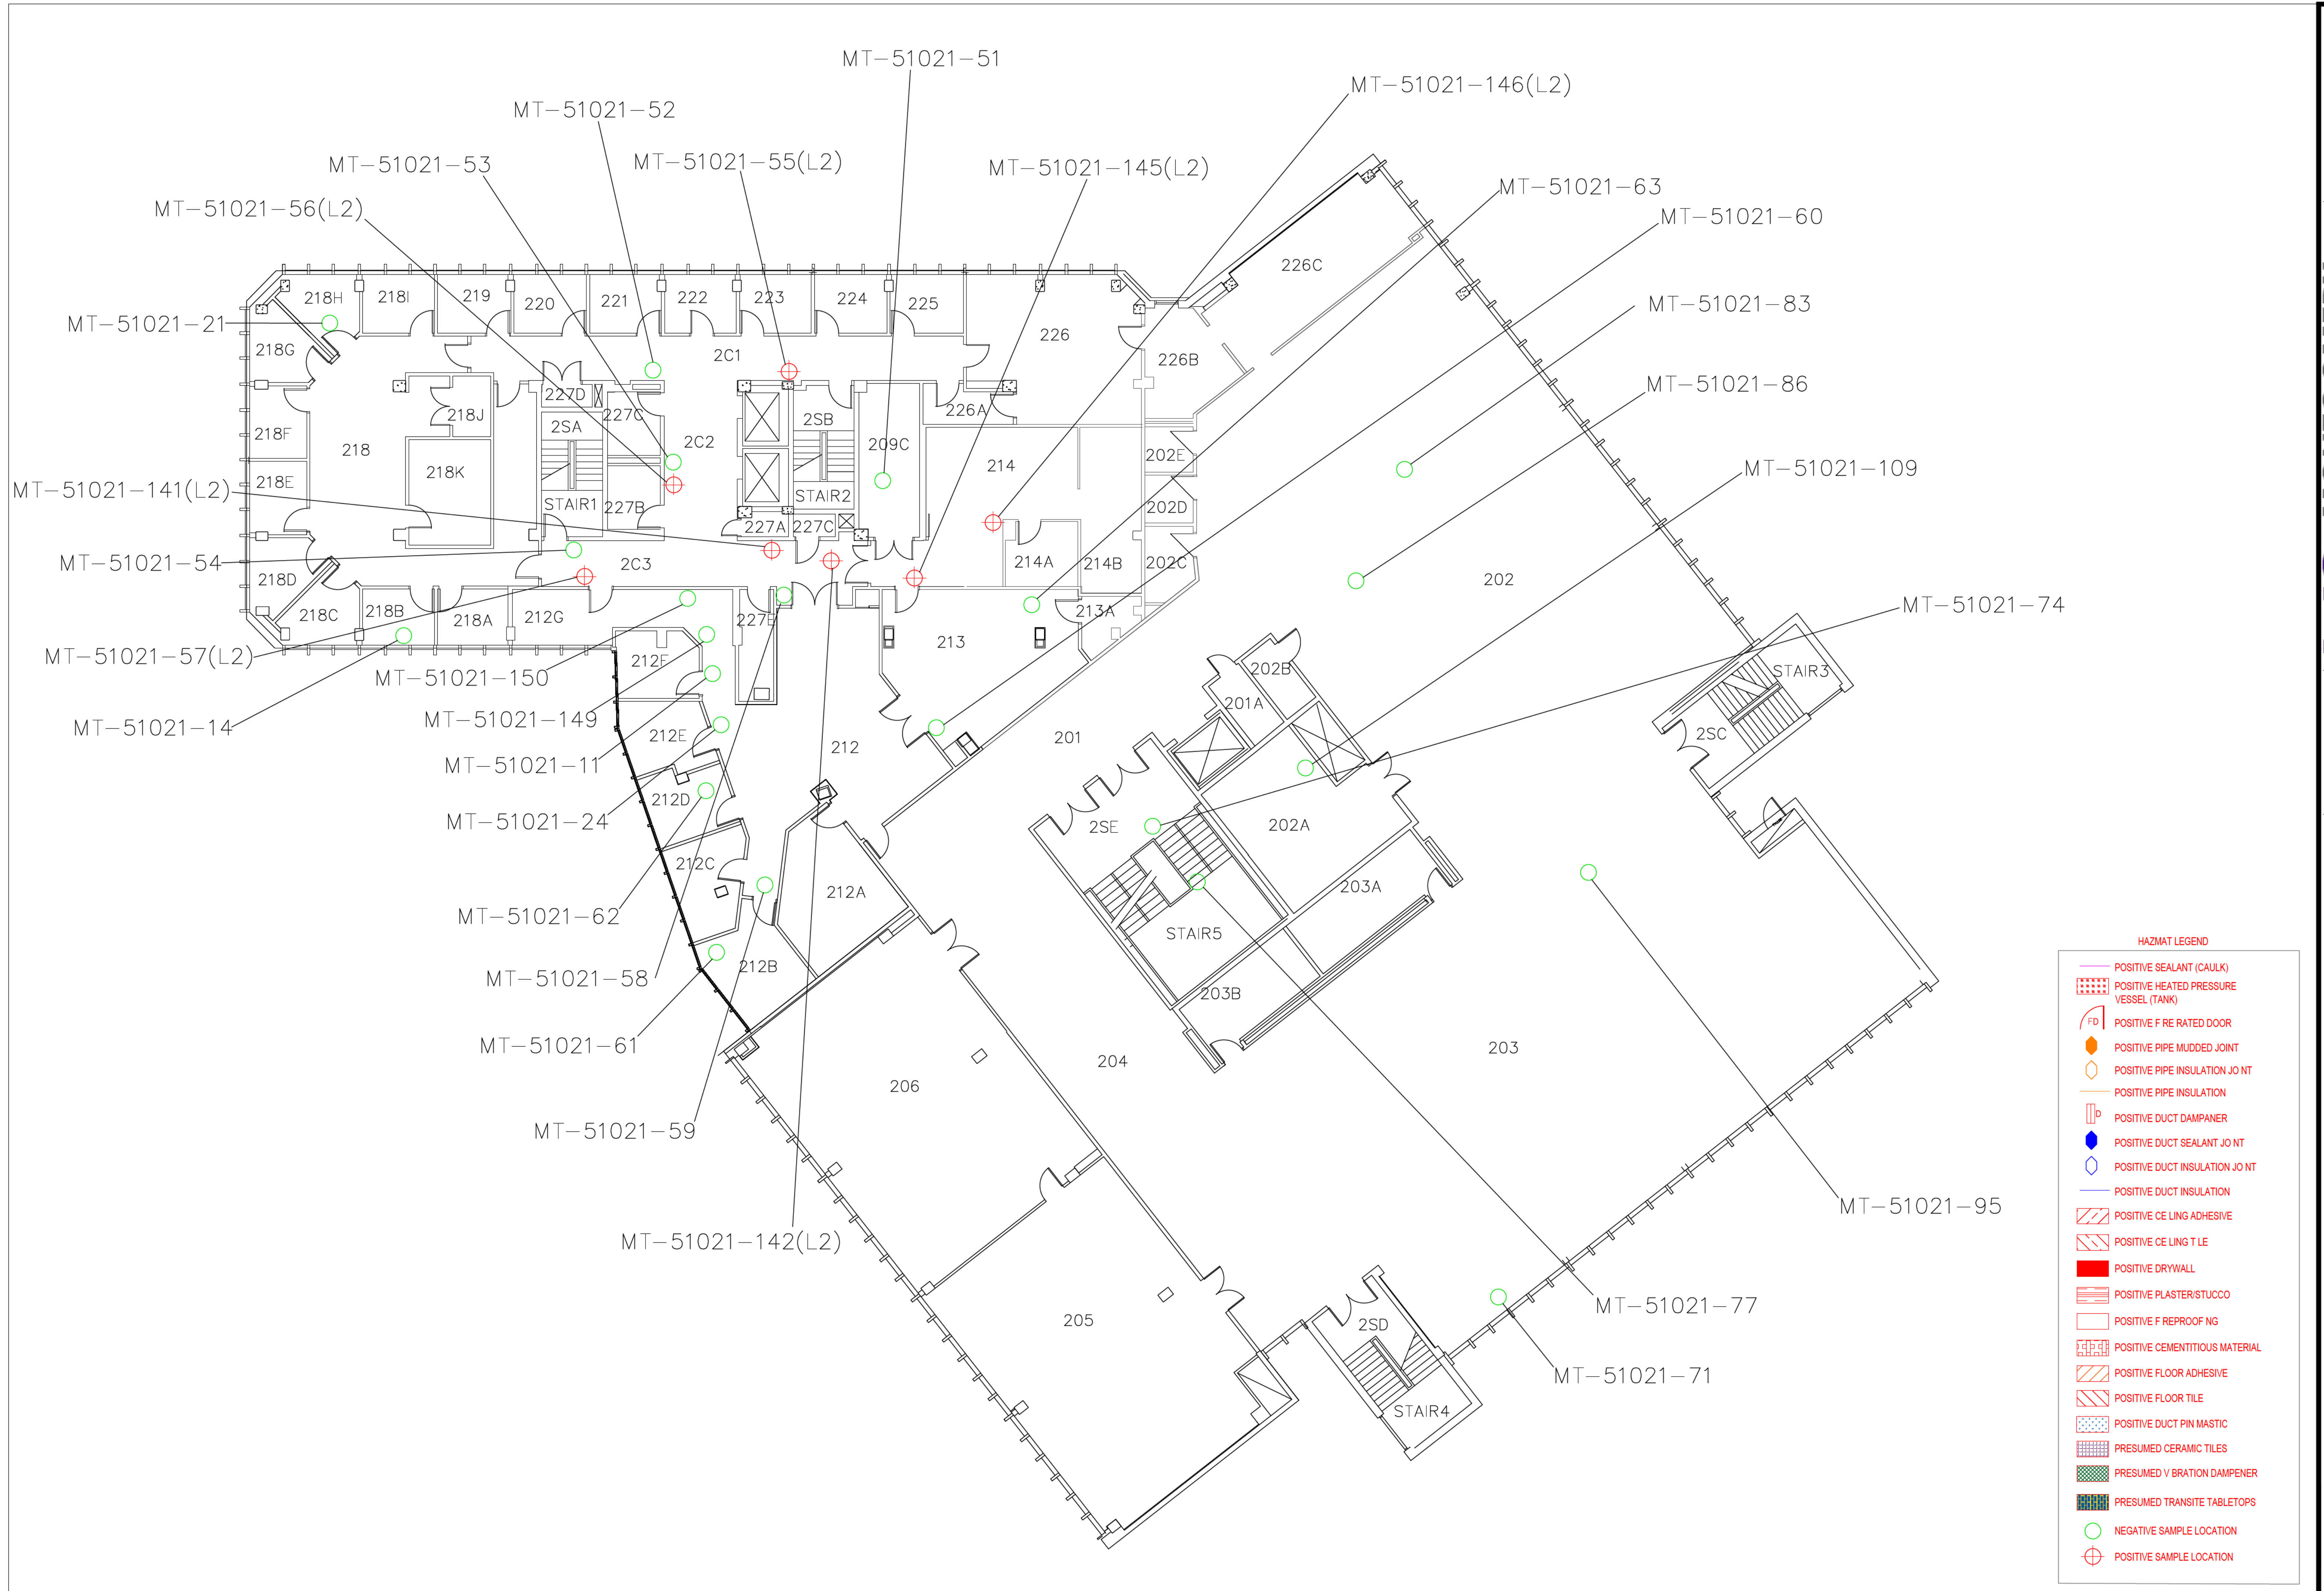 MT-51021-51
MT-51021-146(L2)
MT-51021-52
MT-51021-53
MT-51021-55(L2)
MT-51021-145(L2)
MT-51021-63
MT-51021-56(L2)
MT-51021-60
MT-51021-83
MT-51021-21
MT-51021-86
MT-51021-141(L2)
MT-51021-109
MT-51021-54
MT-51021-74
MT-51021-57(L2)
MT-51021-150
MT-51021-149
MT-51021-14
MT-51021-11
MT-51021-24
MT-51021-62
MT-51021-58
MT-51021-61
MT-51021-59
MT-51021-142(L2)
MT-51021-95
MT-51021-77
MT-51021-71
226C
218H
218I
219
220
221
222
223
224
225
226
218G
2C1
226B
227D
227C
218J
2SB
226A
2SA
218F
218
2C2
209C
202E
218K
214
218E
STAIR1
227B
STAIR2
202D
227A
227C
2C3
214A
214B
202C
202
218D
218C
218B
218A
212G
227E
213
213A
212F
202B
STAIR3
201A
212E
212
201
2SC
212D
2SE
202A
212C
212A
203A
STAIR5
212B
203B
206
204
203
205
2SD
STAIR4
HAZMAT LEGEND
POSITIVE SEALANT (CAULK)
POSITIVE HEATED PRESSURE
VESSEL (TANK)
FD
POSITIVE F RE RATED DOOR
POSITIVE PIPE MUDDED JOINT
POSITIVE PIPE INSULATION JO NT
POSITIVE PIPE INSULATION
D
POSITIVE DUCT DAMPANER
POSITIVE DUCT SEALANT JO NT
POSITIVE DUCT INSULATION JO NT
POSITIVE DUCT INSULATION
POSITIVE CE LING ADHESIVE
POSITIVE CE LING T LE
POSITIVE DRYWALL
POSITIVE PLASTER/STUCCO
POSITIVE F REPROOF NG
POSITIVE CEMENTITIOUS MATERIAL
POSITIVE FLOOR ADHESIVE
POSITIVE FLOOR TILE
POSITIVE DUCT PIN MASTIC
PRESUMED CERAMIC TILES
PRESUMED V BRATION DAMPENER
PRESUMED TRANSITE TABLETOPS
NEGATIVE SAMPLE LOCATION
POSITIVE SAMPLE LOCATION